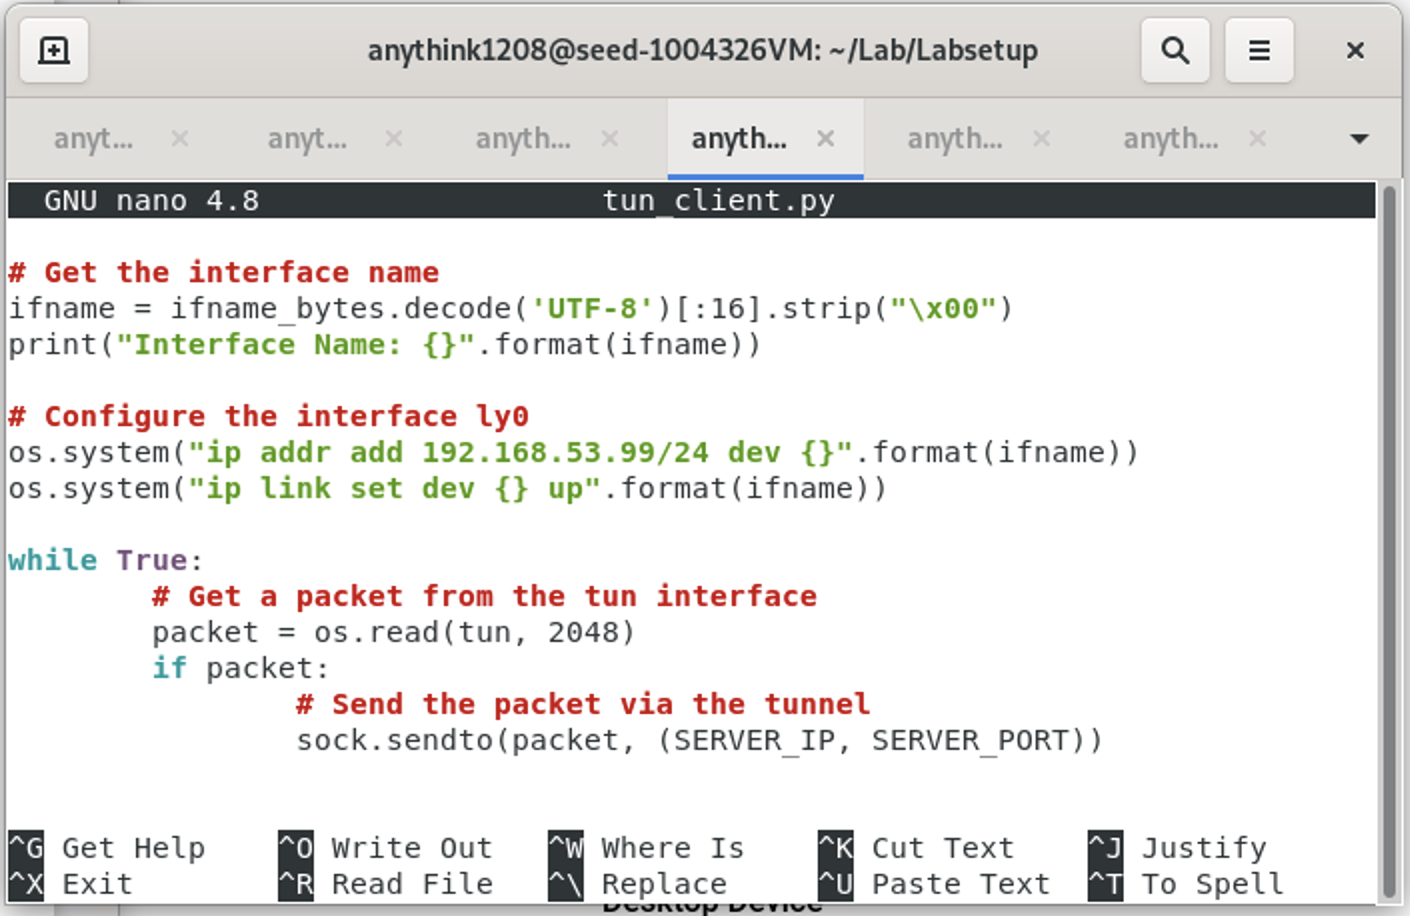 anythink1208@seed-1004326VM: ~/Lab/Labsetup
anyt... anyt... anyth... anyth... anyth... anyth...
GNU nano 4.8 tun_client.py
# Get the interface name
ifname = ifname_bytes.decode('UTF-8')[:16].strip("\x00")
print("Interface Name: {}".format(ifname))
# Configure the interface ly0
os.system("ip addr add 192.168.53.99/24 dev {}".format(ifname))
os.system("ip link set dev {} up".format(ifname))
while True:
        # Get a packet from the tun interface
        packet = os.read(tun, 2048)
        if packet:
                # Send the packet via the tunnel
                sock.sendto(packet, (SERVER_IP, SERVER_PORT))
^G Get Help ^O Write Out ^W Where Is ^K Cut Text ^J Justify
^X Exit ^R Read File ^\ Replace ^U Paste Text ^T To Spell
Desktop Device